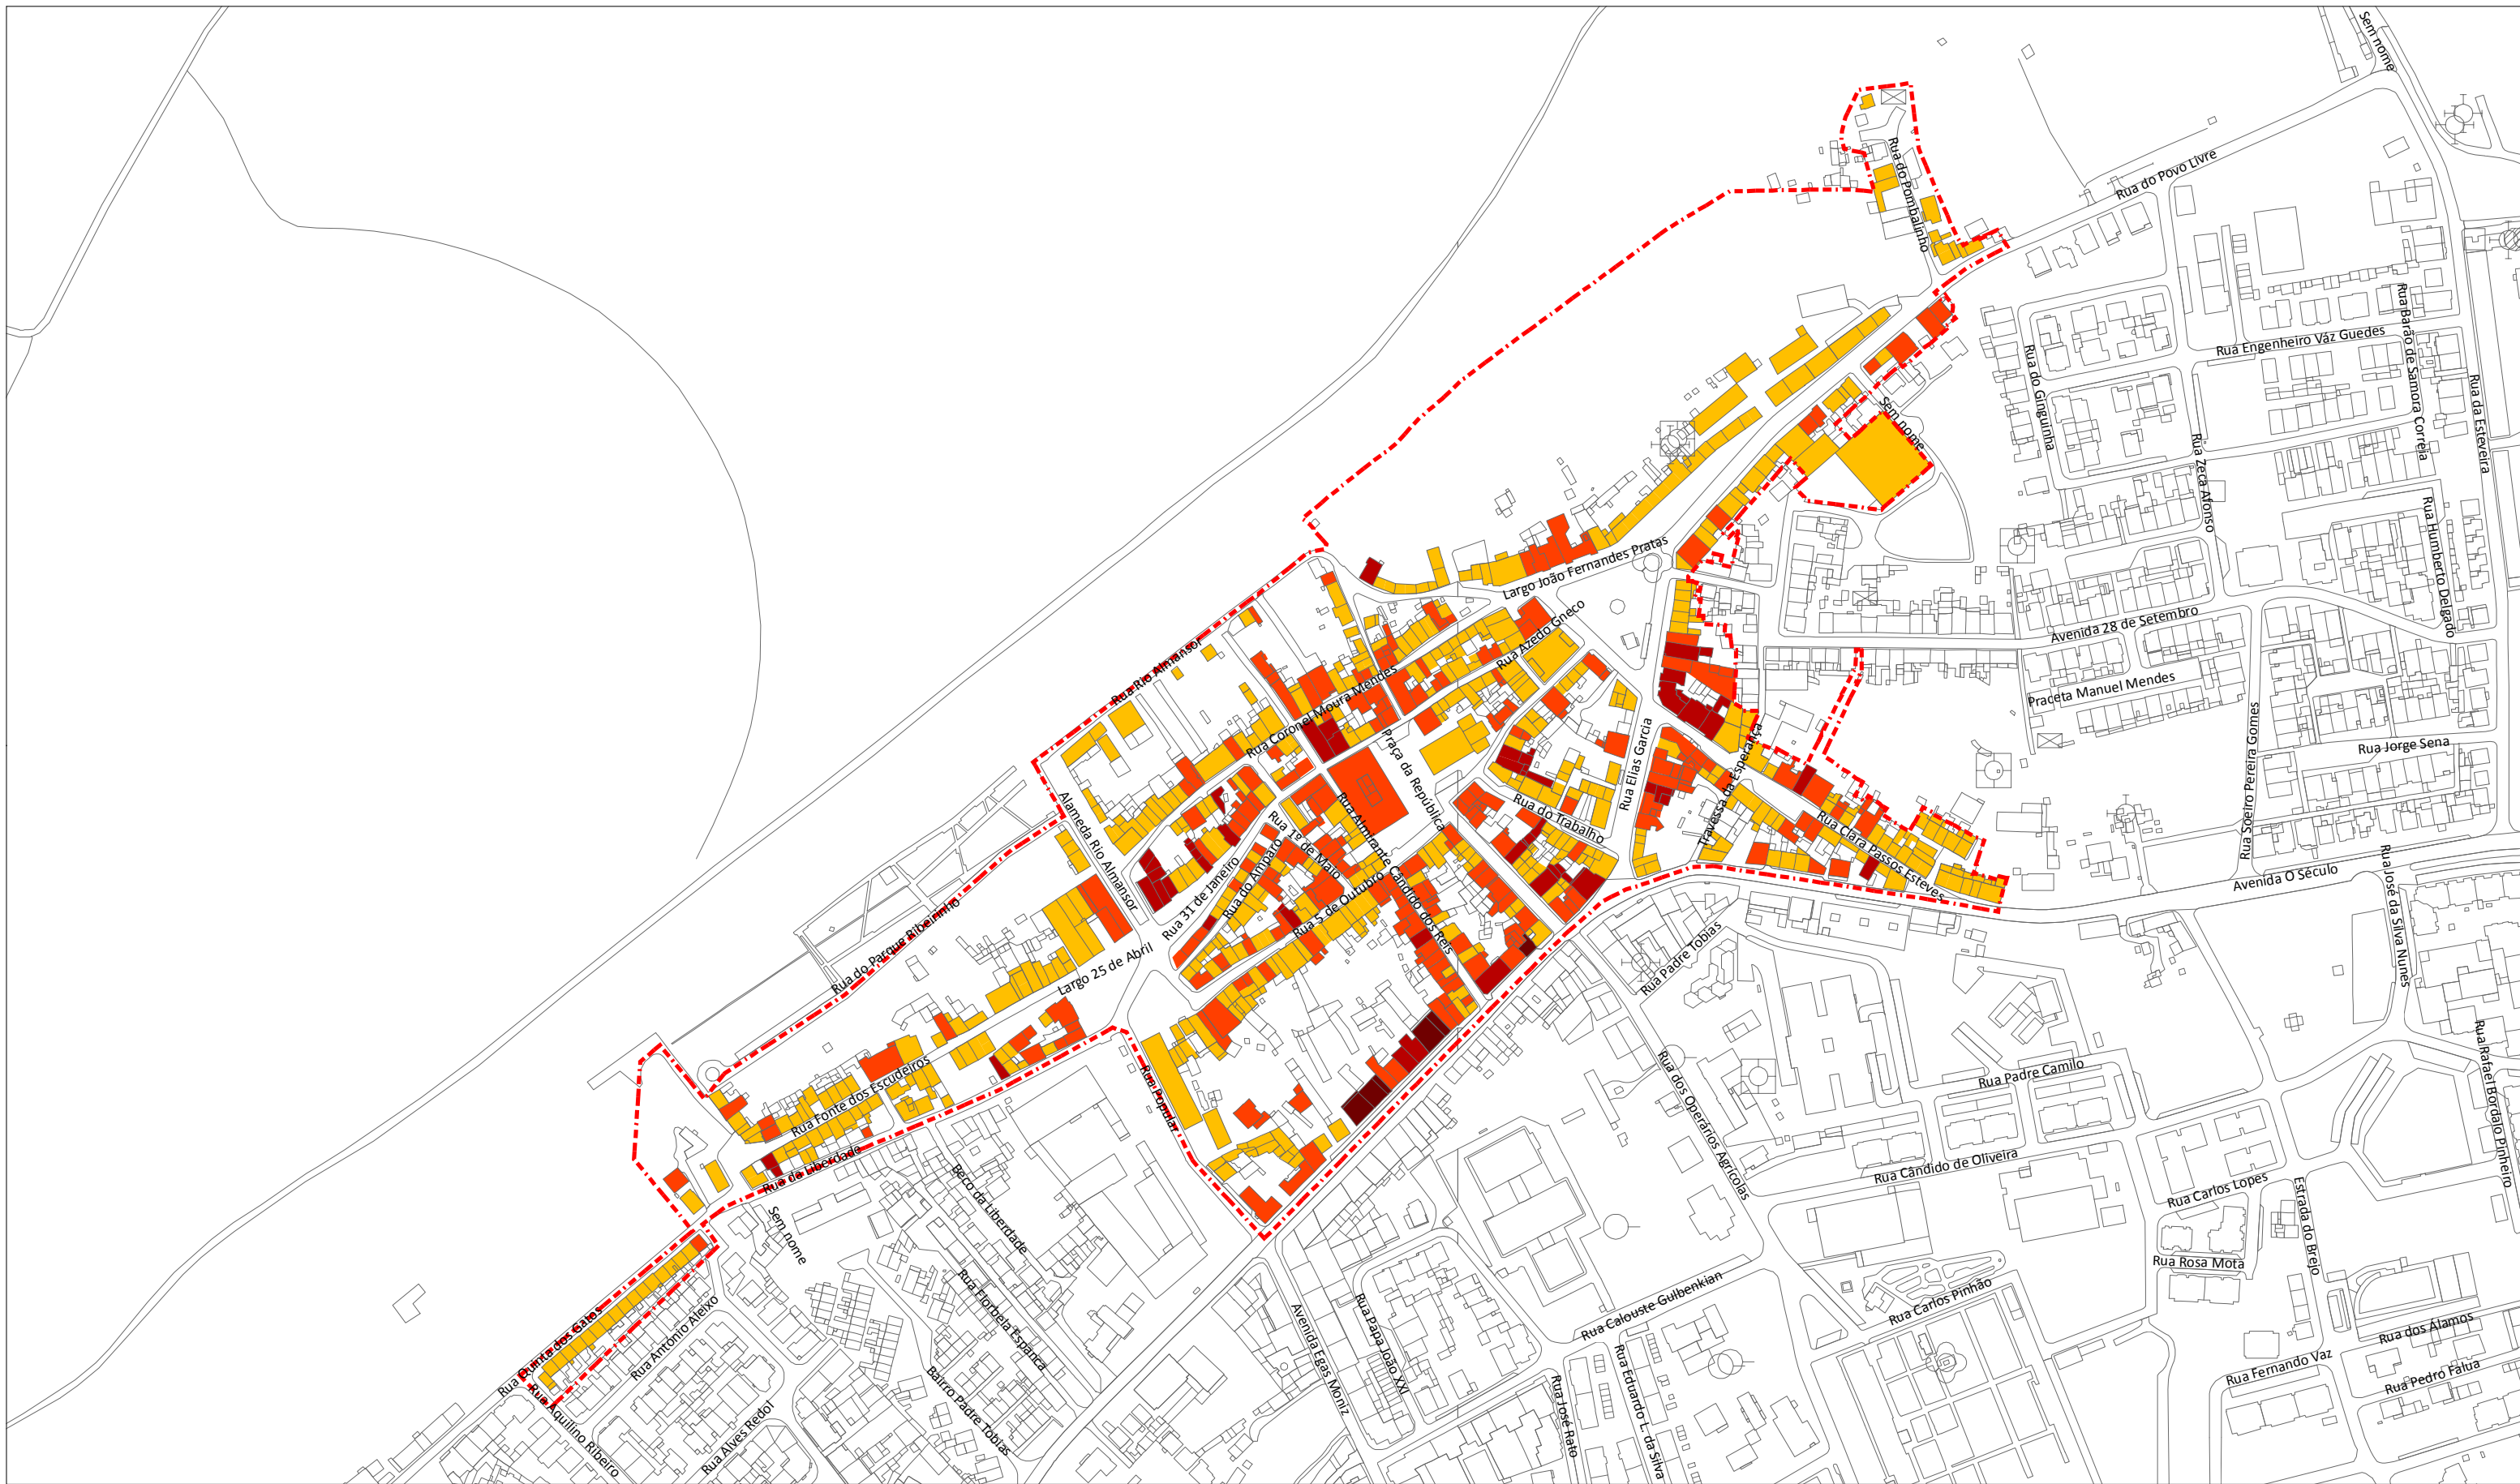 Sem nome
Rua do Povo Livre
Rua do Pombalinho
Rua Engenheiro Váz Guedes
Rua Barão de Samora Correia
Rua do Ginguinha
Rua da Esteveira
Sem nome
Rua Zeca Afonso
Rua Humberto Delgado
Largo João Fernandes Pratas
Avenida 28 de Setembro
Rua Azedo Gneco
Rua Rio Almansor
Rua Coronel Moura Mendes
Praceta Manuel Mendes
Rua Jorge Sena
Rua Soeiro Pereira Gomes
Praça da República
Rua Elias Garcia
Travessa da Esperança
Rua do Trabalho
Rua Clara Passos Esteves
Alameda Rio Almansor
Rua 1º de Maio
Rua Almirante Cândido dos Reis
Rua do Amparo
Rua 31 de Janeiro
Rua 5 de Outubro
Avenida O Século
Rua José da Silva Nunes
Rua do Parque Ribeirinho
Largo 25 de Abril
Rua Padre Tobias
Rua Fonte dos Escudeiros
Rua Popular
Rua dos Operários Agrícolas
Rua Padre Camilo
Rua Rafael Bordalo Pinheiro
Rua da Liberdade
Beco da Liberdade
Rua Cândido de Oliveira
Rua Carlos Lopes
Estrada do Brejo
Sem nome
Rua Rosa Mota
Rua Florbela Espanca
Rua Calouste Gulbenkian
Rua Carlos Pinhão
Rua Quinta dos Gatos
Rua António Aleixo
Avenida Egas Moniz
Rua Papa João XXI
Rua dos Álamos
Rua Fernando Vaz
Rua Pedro Falua
Rua Aquilino Ribeiro
Rua Alves Redol
Bairro Padre Tobias
Rua José Rato
Rua Eduardo L. da Silva